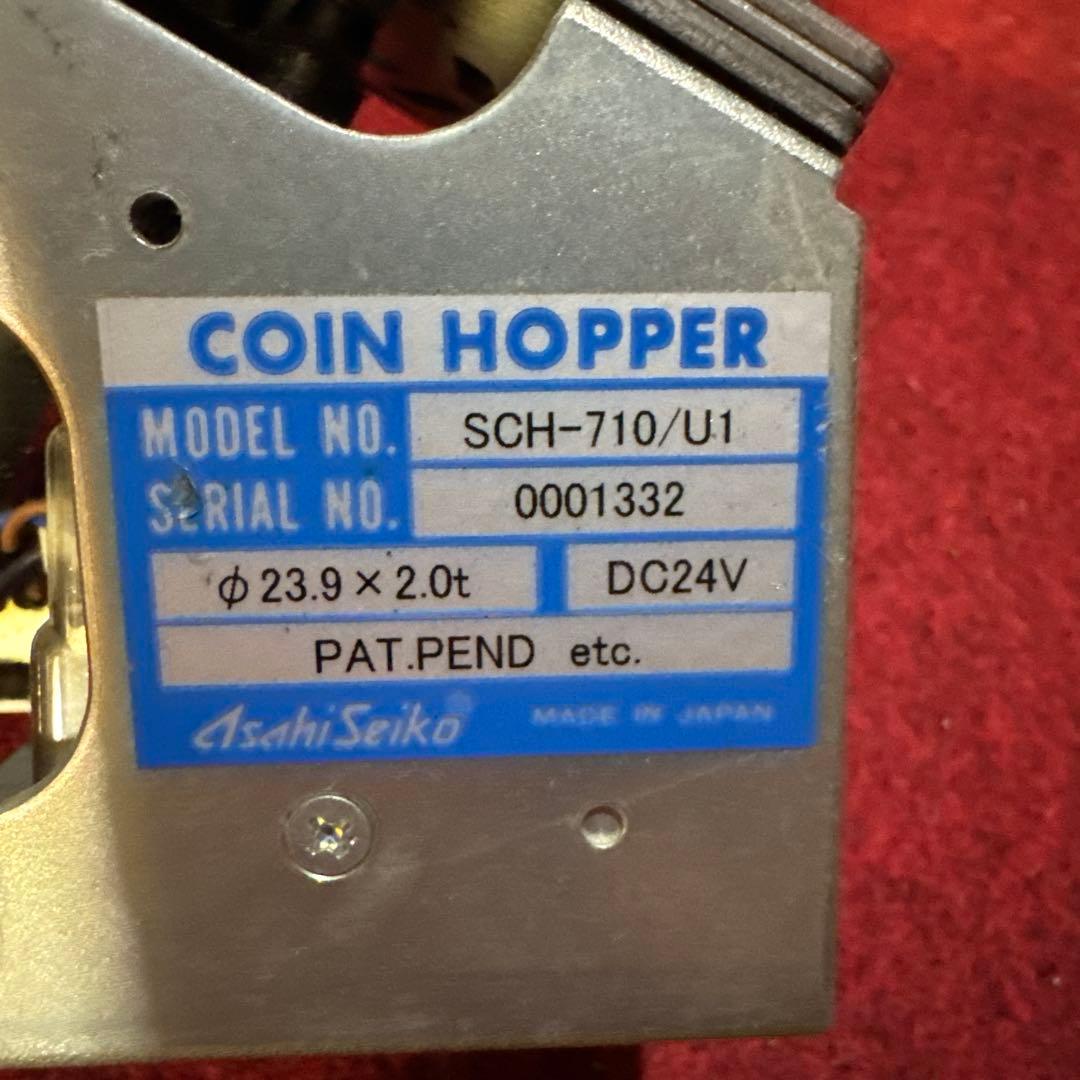 COIN HOPPER
MODEL NO. SCH-710/U1
SERIAL NO. 0001332
φ23.9×2.0t DC24V
PAT.PEND etc.
AsahiSeiko MADE IN JAPAN